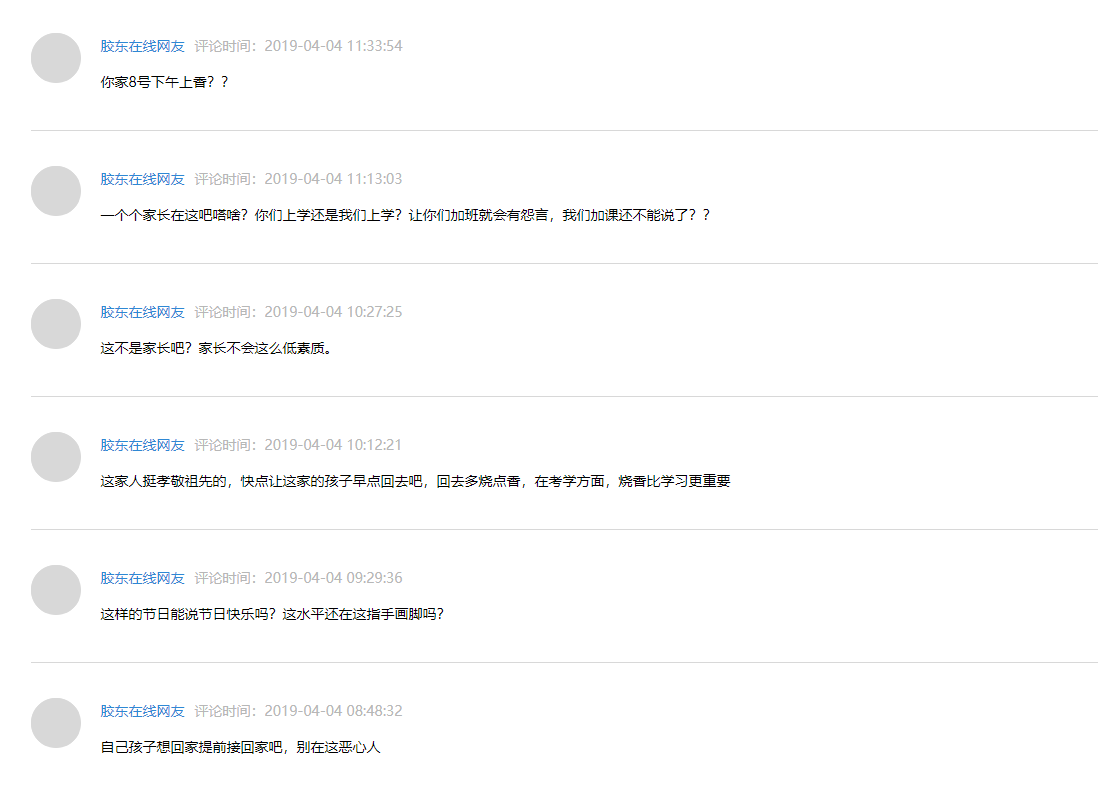 胶东在线网友 评论时间：2019-04-04 11:33:54
你家8号下午上香？？
胶东在线网友 评论时间：2019-04-04 11:13:03
一个个家长在这吧嗒啥？你们上学还是我们上学？让你们加班就会有怨言，我们加课还不能说了？？
胶东在线网友 评论时间：2019-04-04 10:27:25
这不是家长吧？家长不会这么低素质。
胶东在线网友 评论时间：2019-04-04 10:12:21
这家人挺孝敬祖先的，快点让这家的孩子早点回去吧，回去多烧点香，在考学方面，烧香比学习更重要
胶东在线网友 评论时间：2019-04-04 09:29:36
这样的节日能说节日快乐吗？这水平还在这指手画脚吗？
胶东在线网友 评论时间：2019-04-04 08:48:32
自己孩子想回家提前接回家吧，别在这恶心人